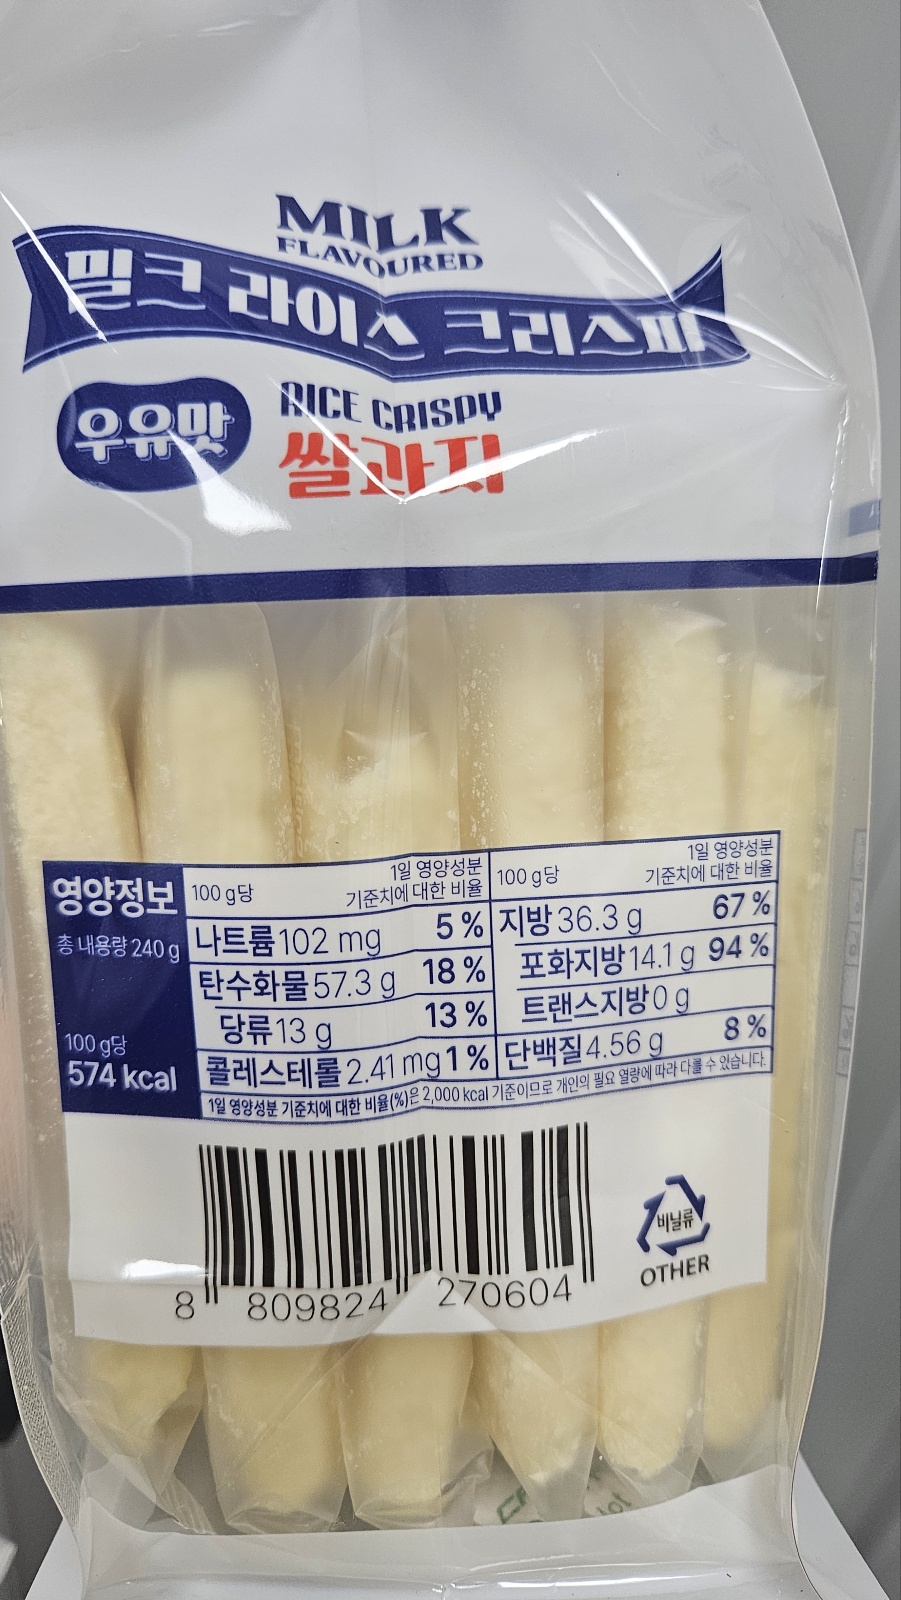 MILK
FLAVOURED
밀크 라이스 크리스피
우유맛
RICE CRISPY
쌀과자
영양정보
총 내용량 240 g
100 g당
574 kcal
100 g당 1일 영양성분 기준치에 대한 비율
나트륨 102 mg 5 %
탄수화물 57.3 g 18 %
당류 13 g 13 %
콜레스테롤 2.41 mg 1 %
100 g당 1일 영양성분 기준치에 대한 비율
지방 36.3 g 67 %
포화지방 14.1 g 94 %
트랜스지방 0 g
단백질 4.56 g 8 %
1일 영양성분 기준치에 대한 비율(%)은 2,000 kcal 기준이므로 개인의 필요 열량에 따라 다를 수 있습니다.
8 809824 270604
비닐류
OTHER